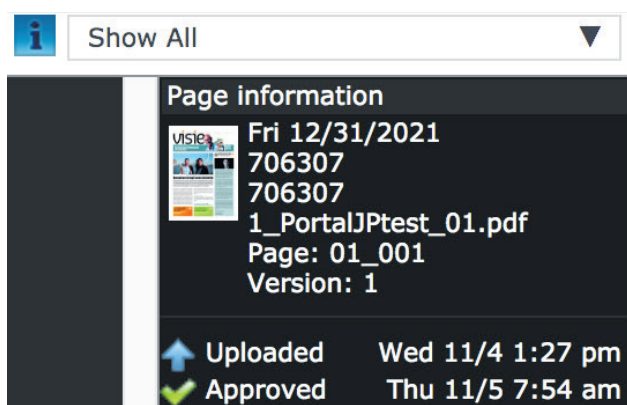 i
Show All
Page information
visie
Fri 12/31/2021
706307
706307
1_PortalJPtest_01.pdf
Page: 01_001
Version: 1
Uploaded Wed 11/4 1:27 pm
Approved Thu 11/5 7:54 am